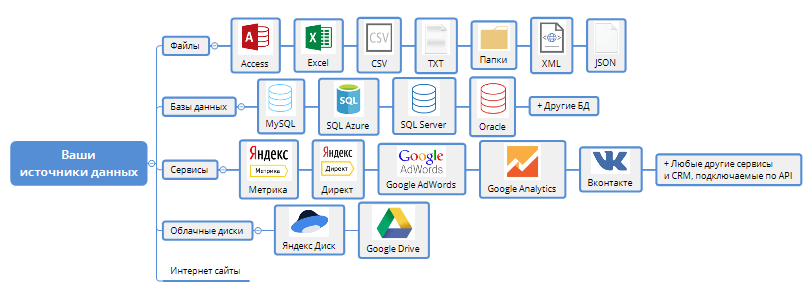 Ваши
источники данных
Файлы
A
Access
X
Excel
CSV
CSV
TXT
Папки
XML
JSON
Базы данных
MySQL
SQL
SQL Azure
SQL Server
Oracle
+ Другие БД
Сервисы
Яндекс
Метрика
Метрика
Яндекс
Директ
Директ
Google
AdWords
Google AdWords
Google Analytics
Вконтакте
+ Любые другие сервисы
и CRM, подключаемые по API
Облачные диски
Яндекс Диск
Google Drive
Интернет сайты